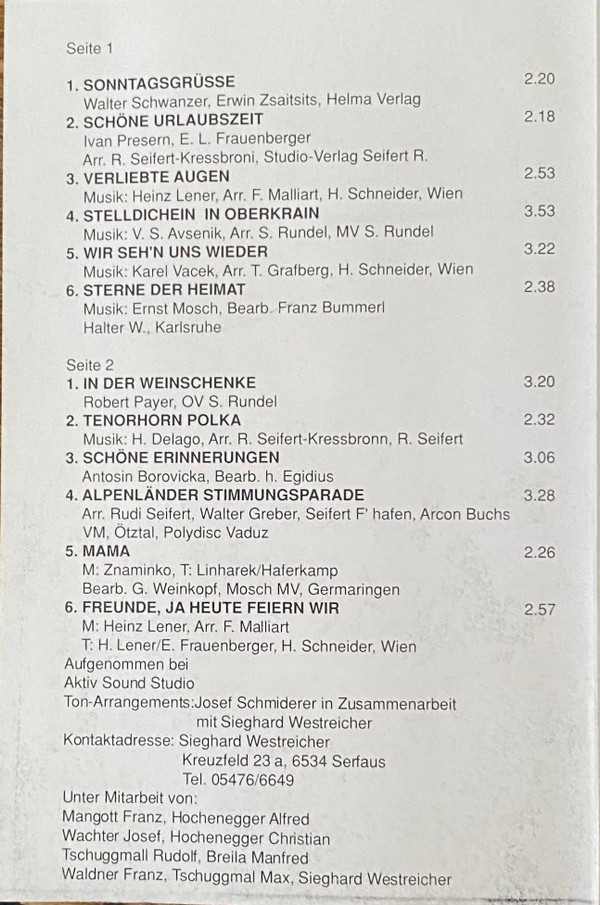 Seite 1
1. SONNTAGSGRÜSSE 2.20
Walter Schwanzer, Erwin Zsaitsits, Helma Verlag
2. SCHÖNE URLAUBSZEIT 2.18
Ivan Presern, E. L. Frauenberger
Arr. R. Seifert-Kressbroni, Studio-Verlag Seifert R.
3. VERLIEBTE AUGEN 2.53
Musik: Heinz Lener, Arr. F. Malliart, H. Schneider, Wien
4. STELLDICHEIN IN OBERKRAIN 3.53
Musik: V. S. Avsenik, Arr. S. Rundel, MV S. Rundel
5. WIR SEH'N UNS WIEDER 3.22
Musik: Karel Vacek, Arr. T. Grafberg, H. Schneider, Wien
6. STERNE DER HEIMAT 2.38
Musik: Ernst Mosch, Bearb. Franz Bummerl
Halter W., Karlsruhe
Seite 2
1. IN DER WEINSCHENKE 3.20
Robert Payer, OV S. Rundel
2. TENORHORN POLKA 2.32
Musik: H. Delago, Arr. R. Seifert-Kressbronn, R. Seifert
3. SCHÖNE ERINNERUNGEN 3.06
Antosin Borovicka, Bearb. h. Egidius
4. ALPENLÄNDER STIMMUNGSPARADE 3.28
Arr. Rudi Seifert, Walter Greber, Seifert F' hafen, Arcon Buchs
VM, Ötztal, Polydisc Vaduz
5. MAMA 2.26
M: Znaminko, T: Linharek/Haferkamp
Bearb. G. Weinkopf, Mosch MV, Germaringen
6. FREUNDE, JA HEUTE FEIERN WIR 2.57
M: Heinz Lener, Arr. F. Malliart
T: H. Lener/E. Frauenberger, H. Schneider, Wien
Aufgenommen bei
Aktiv Sound Studio
Ton-Arrangements:Josef Schmiderer in Zusammenarbeit
mit Sieghard Westreicher
Kontaktadresse: Sieghard Westreicher
Kreuzfeld 23 a, 6534 Serfaus
Tel. 05476/6649
Unter Mitarbeit von:
Mangott Franz, Hochenegger Alfred
Wachter Josef, Hochenegger Christian
Tschuggmall Rudolf, Breila Manfred
Waldner Franz, Tschuggmal Max, Sieghard Westreicher